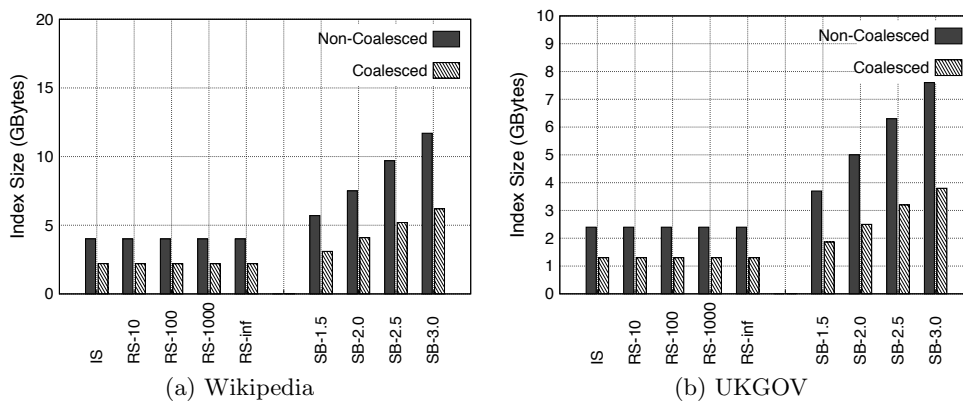 20
15
10
5
0
Index Size (GBytes)
Non-Coalesced
Coalesced
IS
RS-10
RS-100
RS-1000
RS-inf
SB-1.5
SB-2.0
SB-2.5
SB-3.0
(a) Wikipedia
10
9
8
7
6
5
4
3
2
1
0
Index Size (GBytes)
Non-Coalesced
Coalesced
IS
RS-10
RS-100
RS-1000
RS-inf
SB-1.5
SB-2.0
SB-2.5
SB-3.0
(b) UKGOV